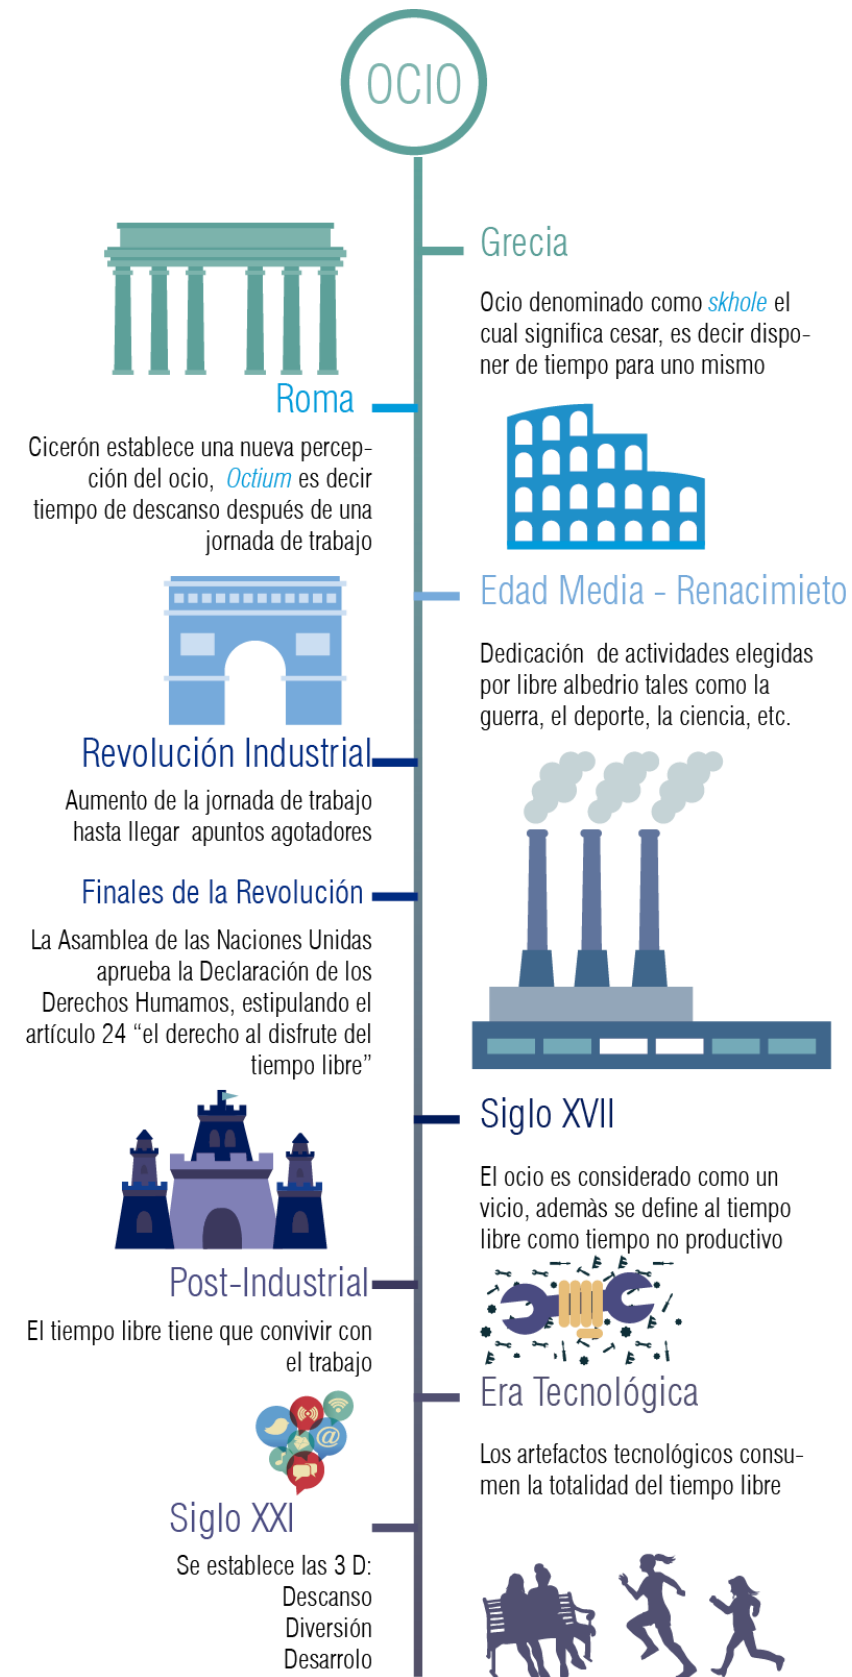 OCIO
Grecia
Ocio denominado como skhole el
cual significa cesar, es decir dispo-
ner de tiempo para uno mismo
Roma
Cicerón establece una nueva percep-
ción del ocio, Octium es decir
tiempo de descanso después de una
jornada de trabajo
Edad Media - Renacimieto
Dedicación de actividades elegidas
por libre albedrio tales como la
guerra, el deporte, la ciencia, etc.
Revolución Industrial
Aumento de la jornada de trabajo
hasta llegar apuntos agotadores
Finales de la Revolución
La Asamblea de las Naciones Unidas
aprueba la Declaración de los
Derechos Humamos, estipulando el
artículo 24 “el derecho al disfrute del
tiempo libre”
Siglo XVII
El ocio es considerado como un
vicio, ademàs se define al tiempo
libre como tiempo no productivo
Post-Industrial
El tiempo libre tiene que convivir con
el trabajo
Era Tecnológica
Los artefactos tecnológicos consu-
men la totalidad del tiempo libre
Siglo XXI
Se establece las 3 D:
Descanso
Diversión
Desarrolo